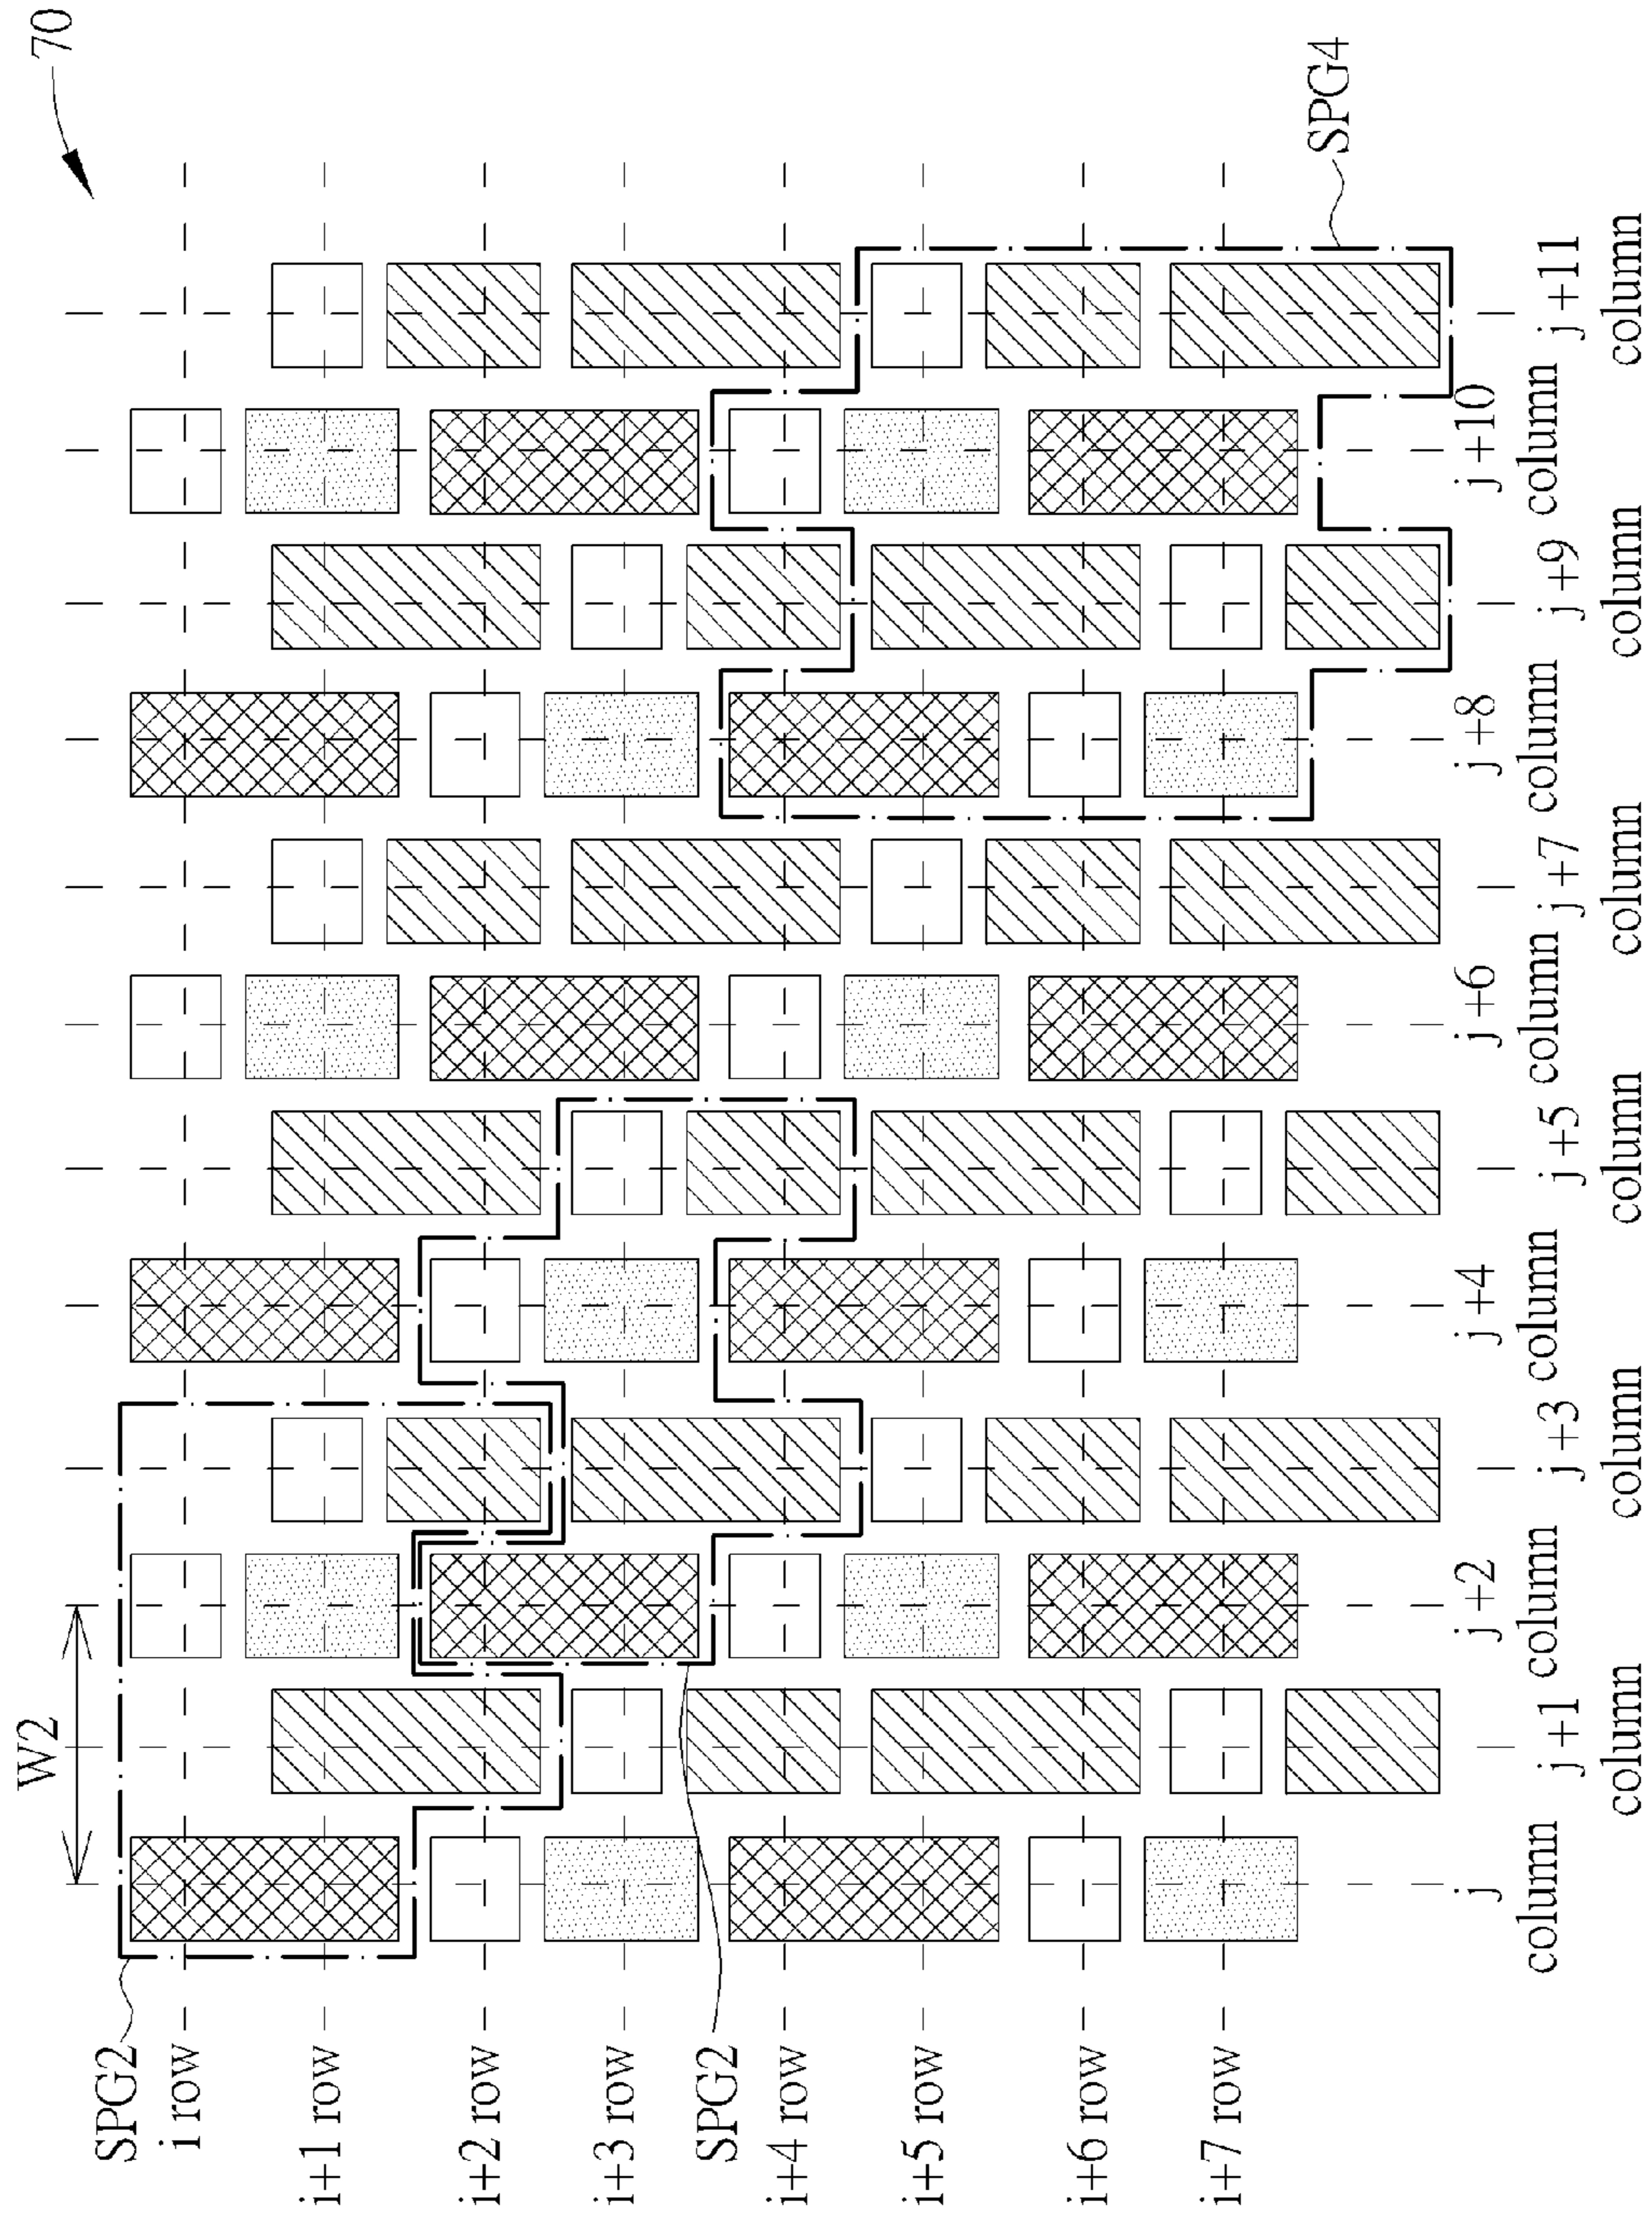 70
W2
SPG2
i row
i+1 row
i+2 row
i+3 row
SPG2
i+4 row
i+5 row
i+6 row
i+7 row
SPG4
j
column
j+1
column
j+2
column
j+3
column
j+4
column
j+5
column
j+6
column
j+7
column
j+8
column
j+9
column
j+10
column
j+11
column